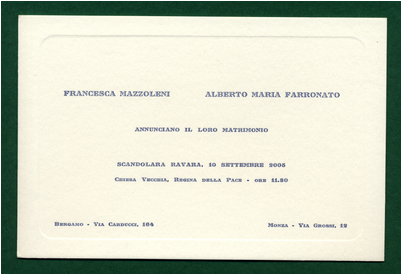 FRANCESCA MAZZOLENI ALBERTO MARIA FARRONATO
ANNUNCIANO IL LORO MATRIMONIO
SCANDOLARA RAVARA, 10 SETTEMBRE 2005
CHIESA VECCHIA, REGINA DELLA PACE - ORE 11.30
BERGAMO - VIA CARDUCCI, 104 MONZA - VIA GROSSI, 12